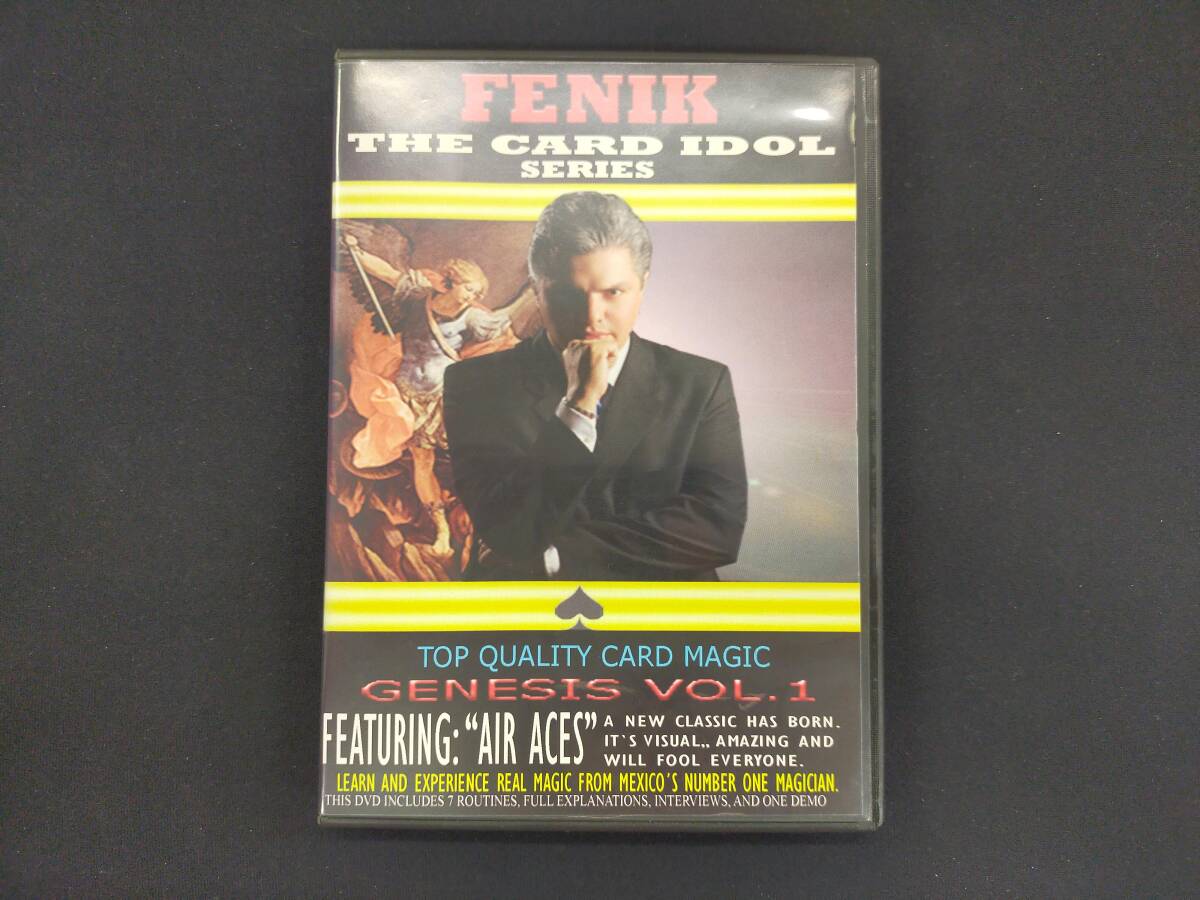 FENIK
THE CARD IDOL
SERIES
TOP QUALITY CARD MAGIC
GENESIS VOL.1
FEATURING: "AIR ACES"
A NEW CLASSIC HAS BORN.
IT`S VISUAL,, AMAZING AND
WILL FOOL EVERYONE.
LEARN AND EXPERIENCE REAL MAGIC FROM MEXICO´S NUMBER ONE MAGICIAN.
THIS DVD INCLUDES 7 ROUTINES, FULL EXPLANATIONS, INTERVIEWS, AND ONE DEMO